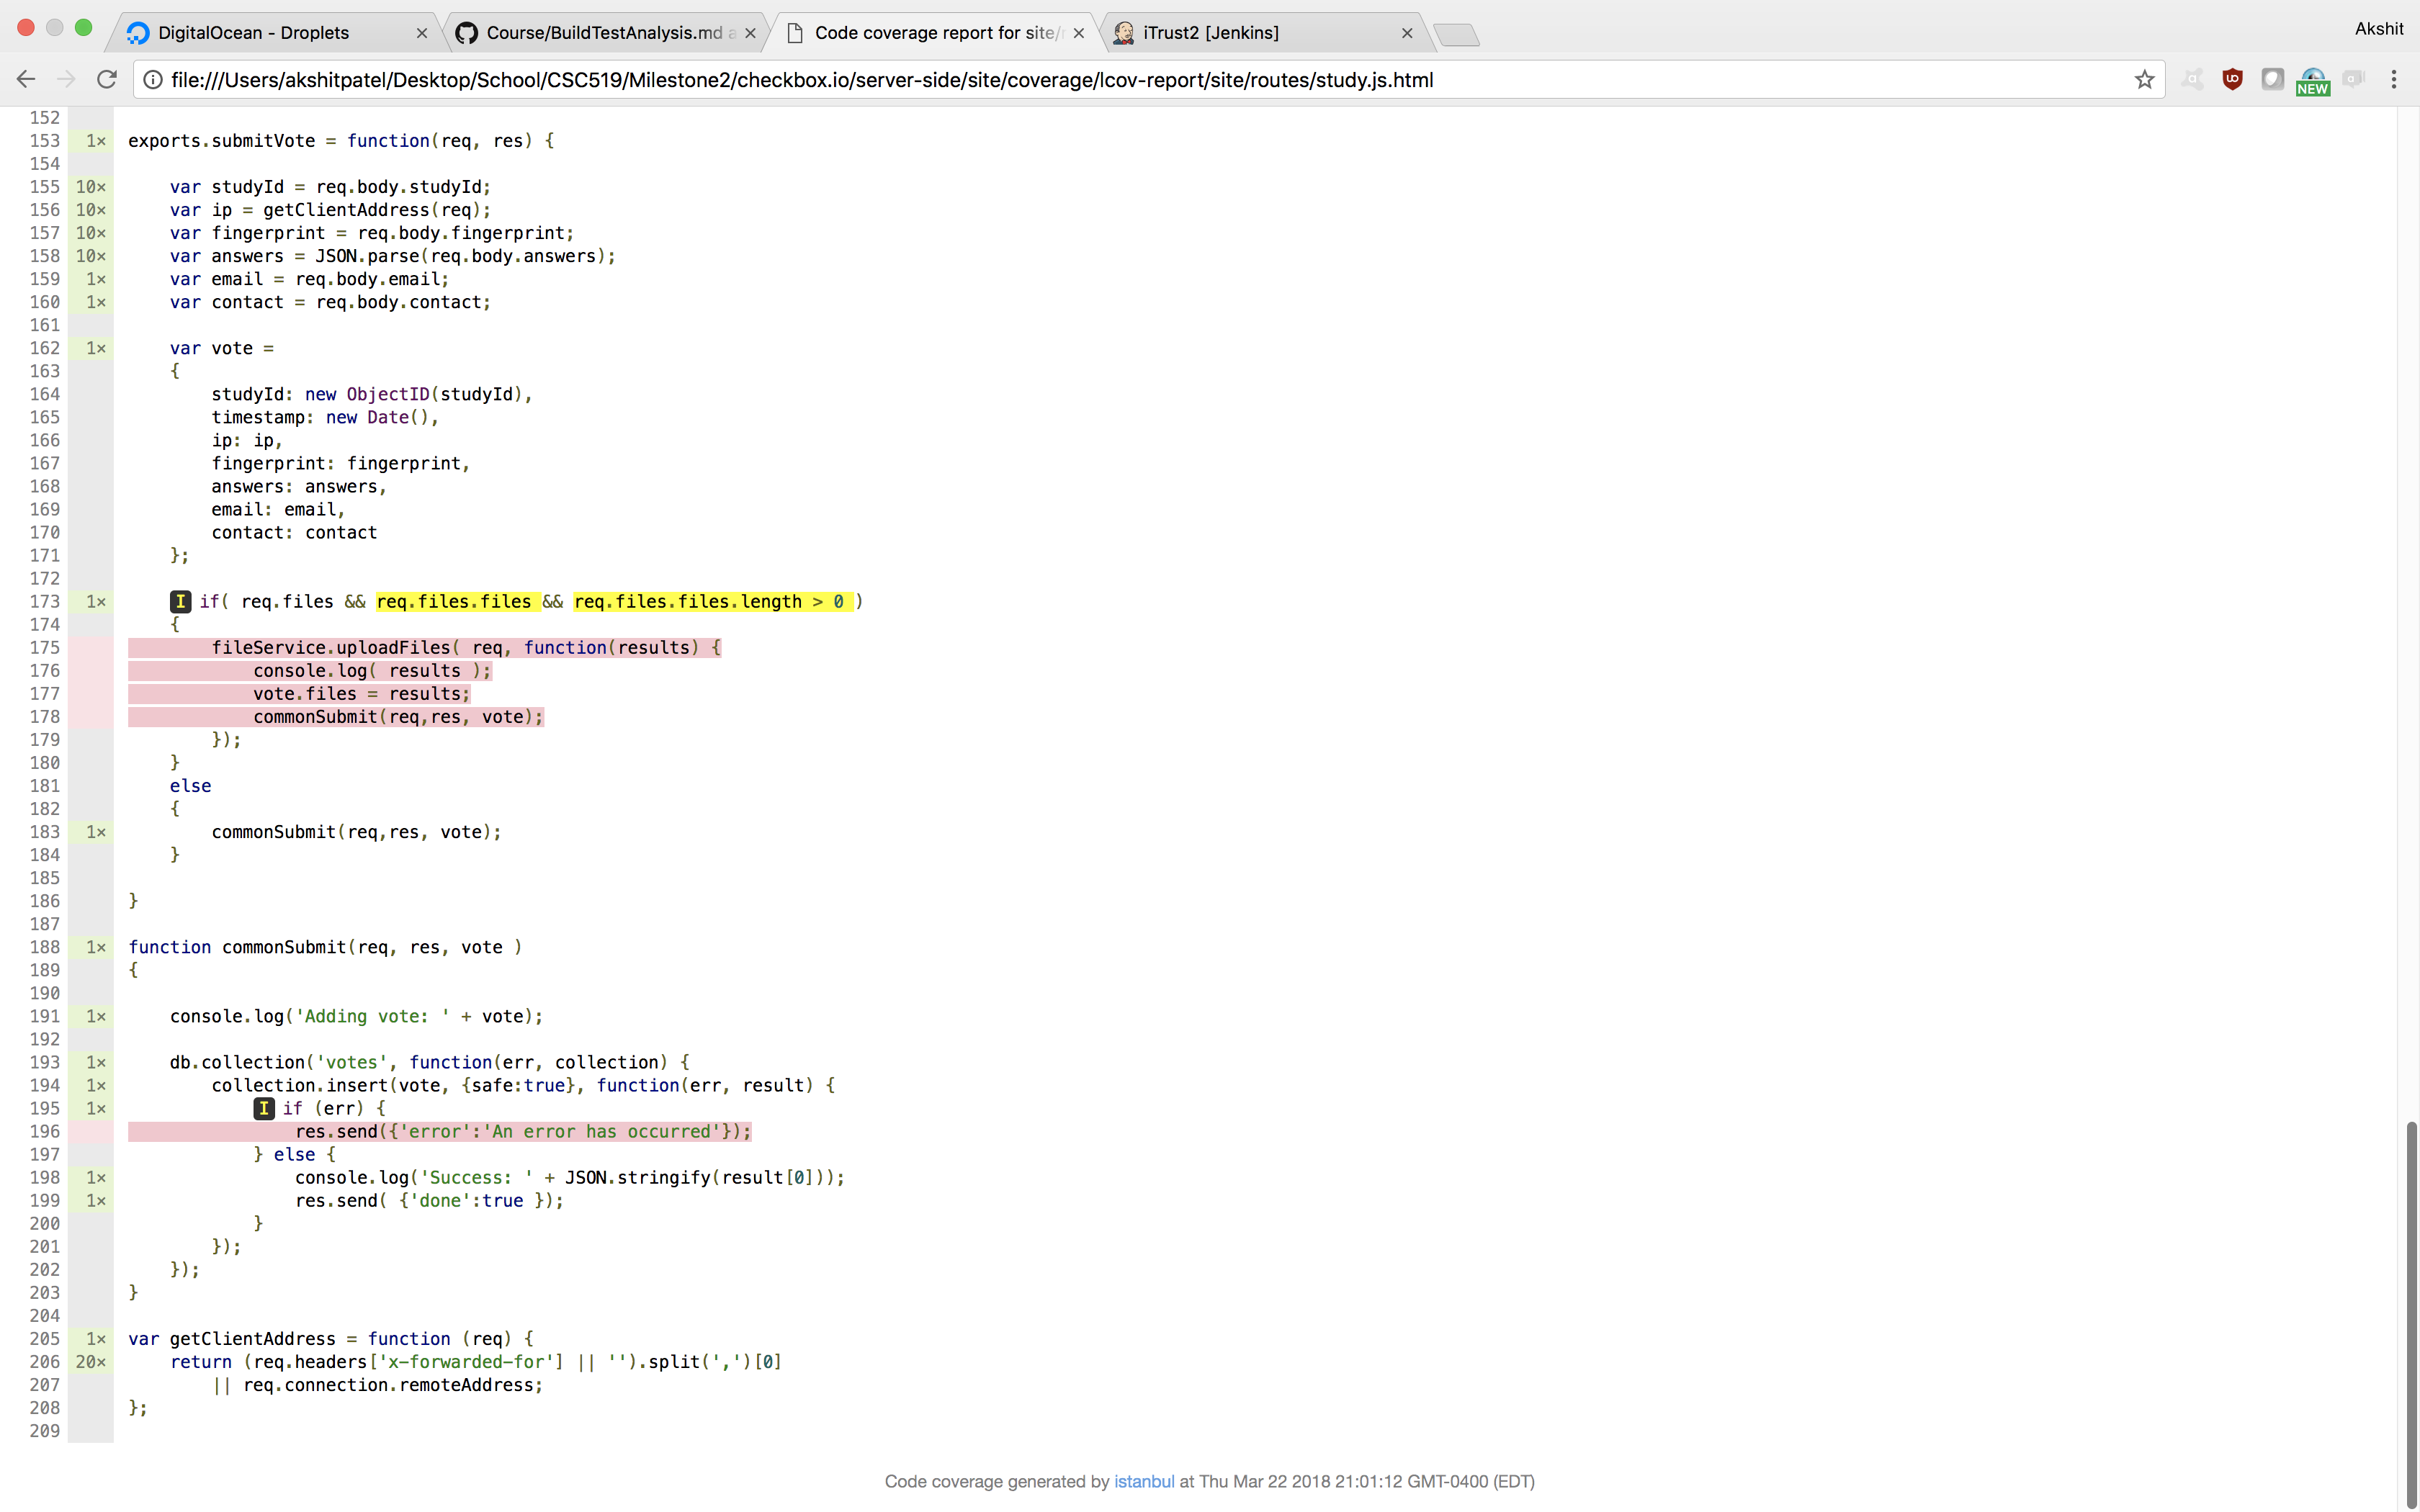 DigitalOcean - Droplets
Course/BuildTestAnalysis.md a
Code coverage report for site/r
iTrust2 [Jenkins]
Akshit
file:///Users/akshitpatel/Desktop/School/CSC519/Milestone2/checkbox.io/server-side/site/coverage/lcov-report/site/routes/study.js.html
NEW
152
153 1× exports.submitVote = function(req, res) {
154
155 10× var studyId = req.body.studyId;
156 10× var ip = getClientAddress(req);
157 10× var fingerprint = req.body.fingerprint;
158 10× var answers = JSON.parse(req.body.answers);
159 1× var email = req.body.email;
160 1× var contact = req.body.contact;
161
162 1× var vote =
163 {
164 studyId: new ObjectID(studyId),
165 timestamp: new Date(),
166 ip: ip,
167 fingerprint: fingerprint,
168 answers: answers,
169 email: email,
170 contact: contact
171 };
172
173 1× I if( req.files && req.files.files && req.files.files.length > 0 )
174 {
175 fileService.uploadFiles( req, function(results) {
176 console.log( results );
177 vote.files = results;
178 commonSubmit(req,res, vote);
179 });
180 }
181 else
182 {
183 1× commonSubmit(req,res, vote);
184 }
185
186 }
187
188 1× function commonSubmit(req, res, vote )
189 {
190
191 1× console.log('Adding vote: ' + vote);
192
193 1× db.collection('votes', function(err, collection) {
194 1× collection.insert(vote, {safe:true}, function(err, result) {
195 1× I if (err) {
196 res.send({'error':'An error has occurred'});
197 } else {
198 1× console.log('Success: ' + JSON.stringify(result[0]));
199 1× res.send( {'done':true });
200 }
201 });
202 });
203 }
204
205 1× var getClientAddress = function (req) {
206 20× return (req.headers['x-forwarded-for'] || '').split(',')[0]
207 || req.connection.remoteAddress;
208 };
209
Code coverage generated by istanbul at Thu Mar 22 2018 21:01:12 GMT-0400 (EDT)